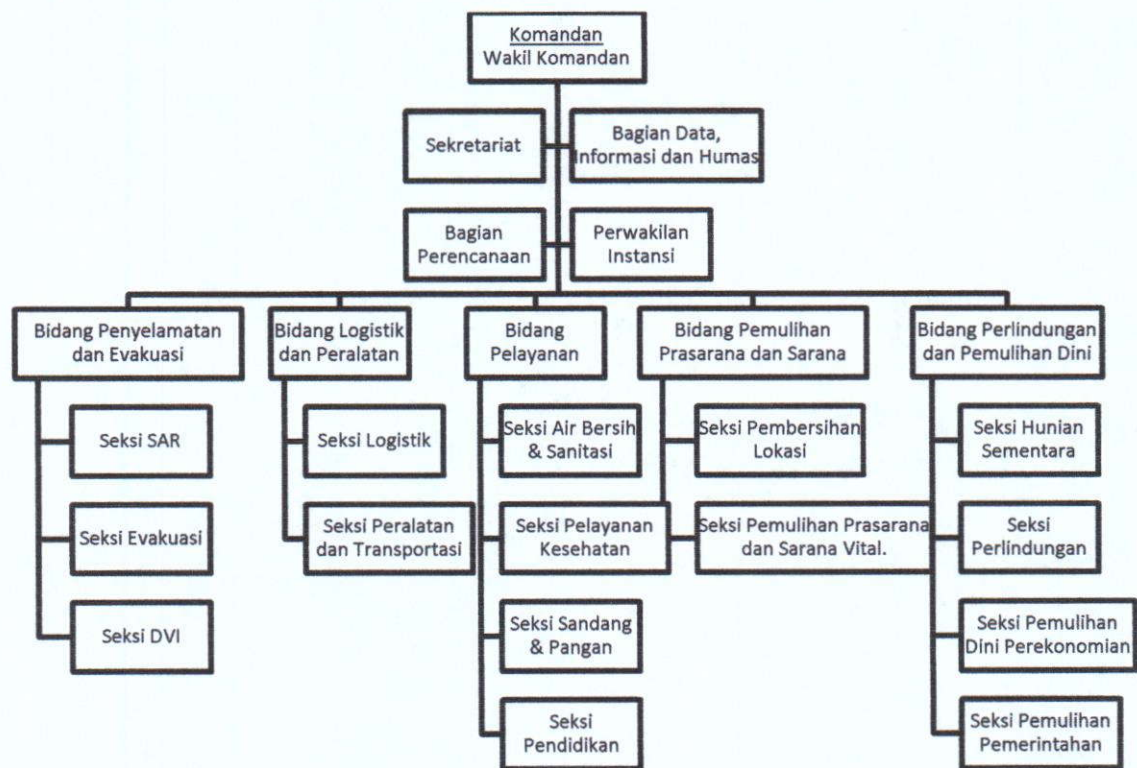 Komandan
Wakil Komandan
Sekretariat
Bagian Data,
Informasi dan Humas
Bagian
Perencanaan
Perwakilan
Instansi
Bidang Penyelamatan
dan Evakuasi
Bidang Logistik
dan Peralatan
Bidang
Pelayanan
Bidang Pemulihan
Prasarana dan Sarana
Bidang Perlindungan
dan Pemulihan Dini
Seksi SAR
Seksi Logistik
Seksi Air Bersih
& Sanitasi
Seksi Pembersihan
Lokasi
Seksi Hunian
Sementara
Seksi Evakuasi
Seksi Peralatan
dan Transportasi
Seksi Pelayanan
Kesehatan
Seksi Pemulihan Prasarana
dan Sarana Vital.
Seksi
Perlindungan
Seksi DVI
Seksi Sandang
& Pangan
Seksi Pemulihan
Dini Perekonomian
Seksi
Pendidikan
Seksi Pemulihan
Pemerintahan